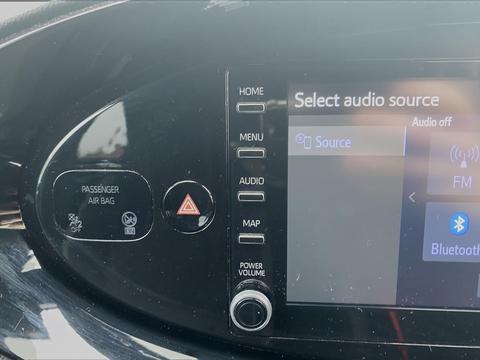 HOME
MENU
AUDIO
MAP
POWER
VOLUME
PASSENGER
AIR BAG
OFF
Select audio source
Source
Audio off
FM
Bluetooth